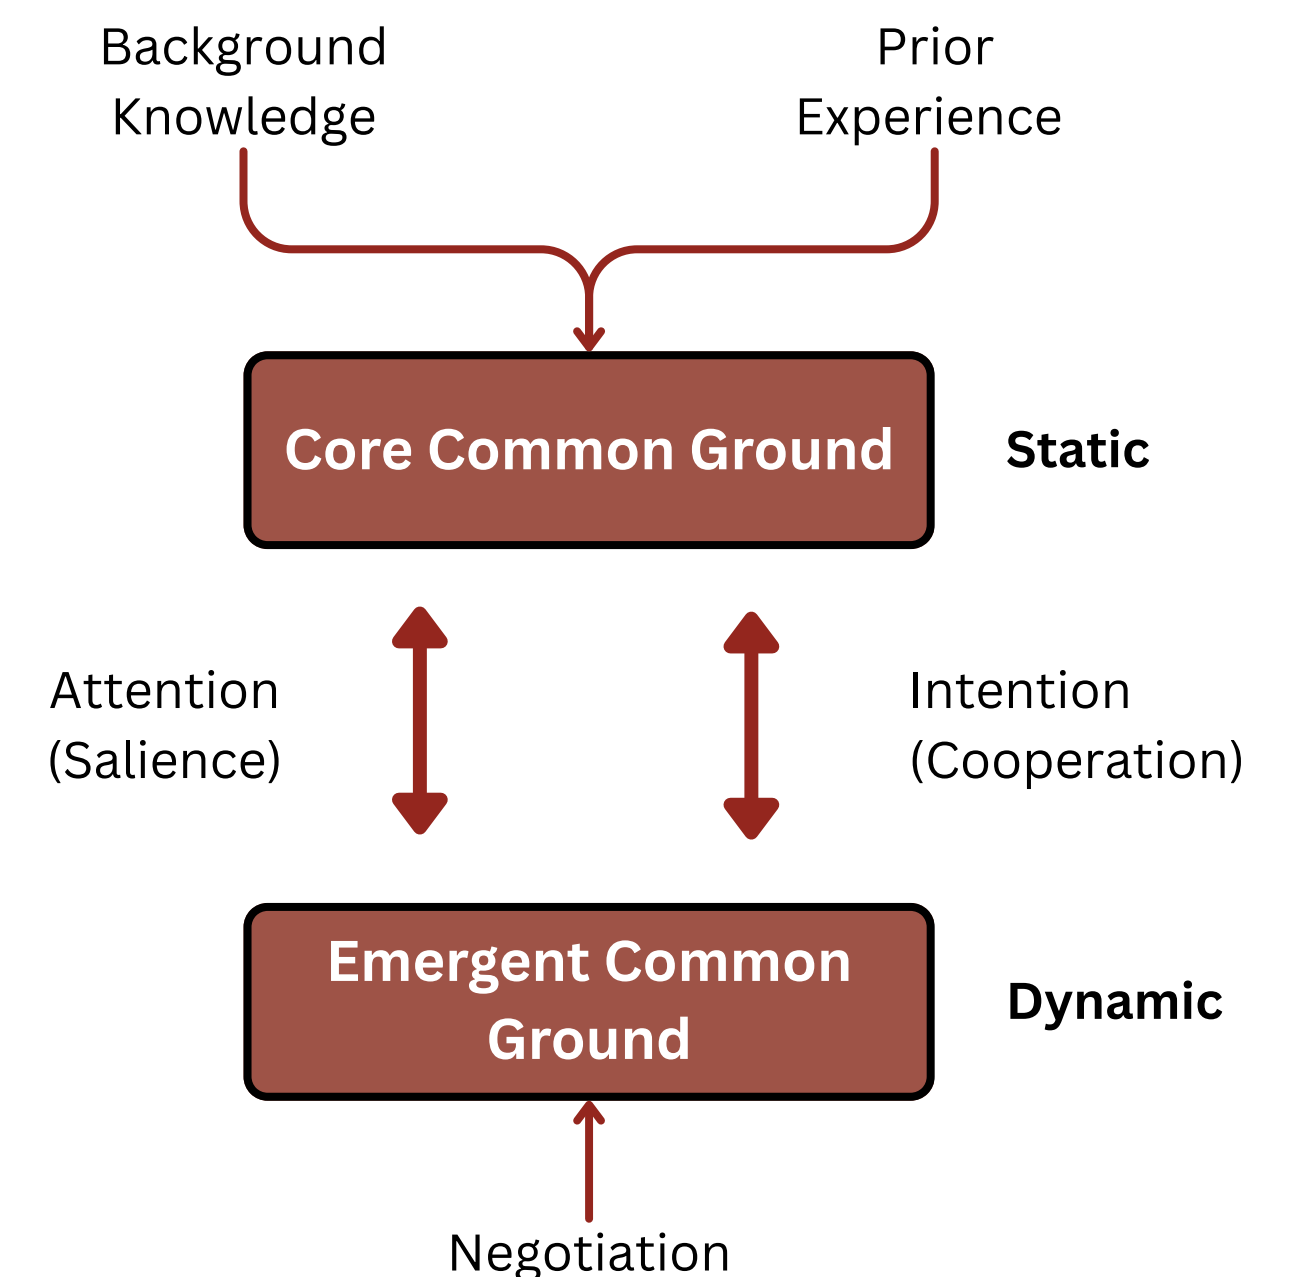 Background
Knowledge
Prior
Experience
Core Common Ground
Static
Attention
(Salience)
Intention
(Cooperation)
Emergent Common
Ground
Dynamic
Negotiation